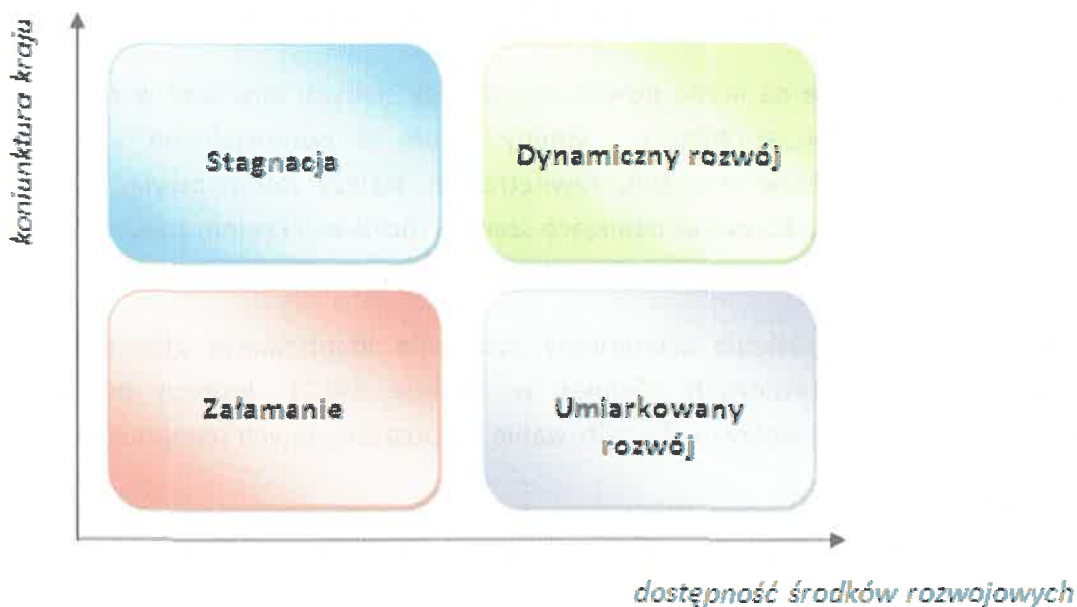 koniunktura kraju
Stagnacja
Dynamiczny rozwój
Załamanie
Umiarkowany
rozwój
dostępność środków rozwojowych